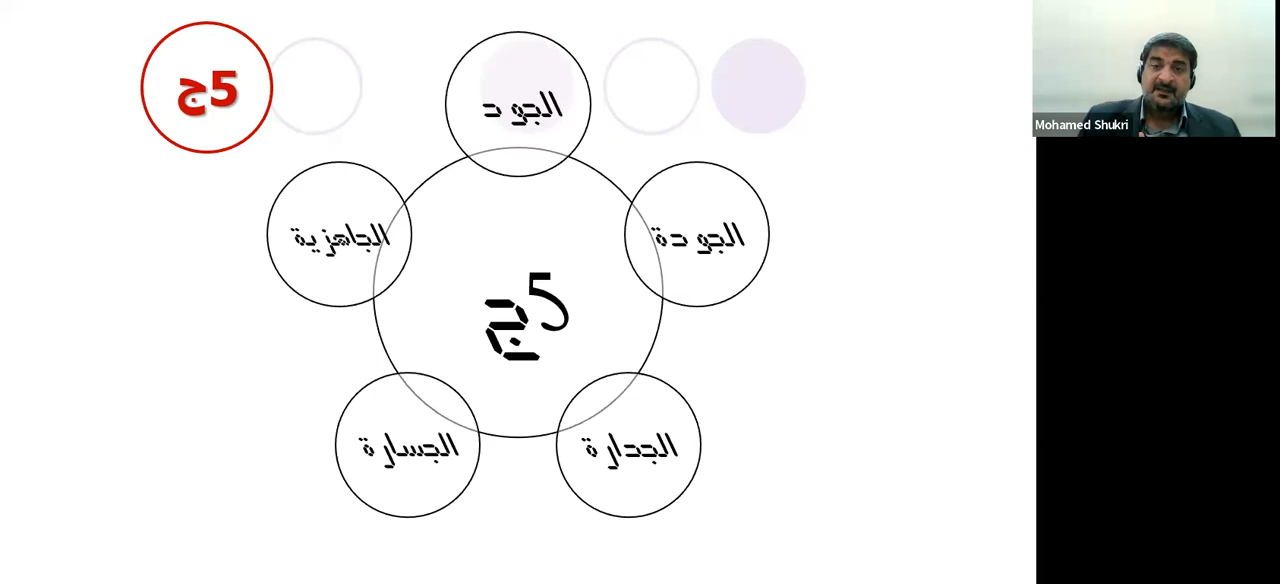 5ج
الجود
الجودة
الجدارة
الجسارة
الجاهزية
5ج
Mohamed Shukri